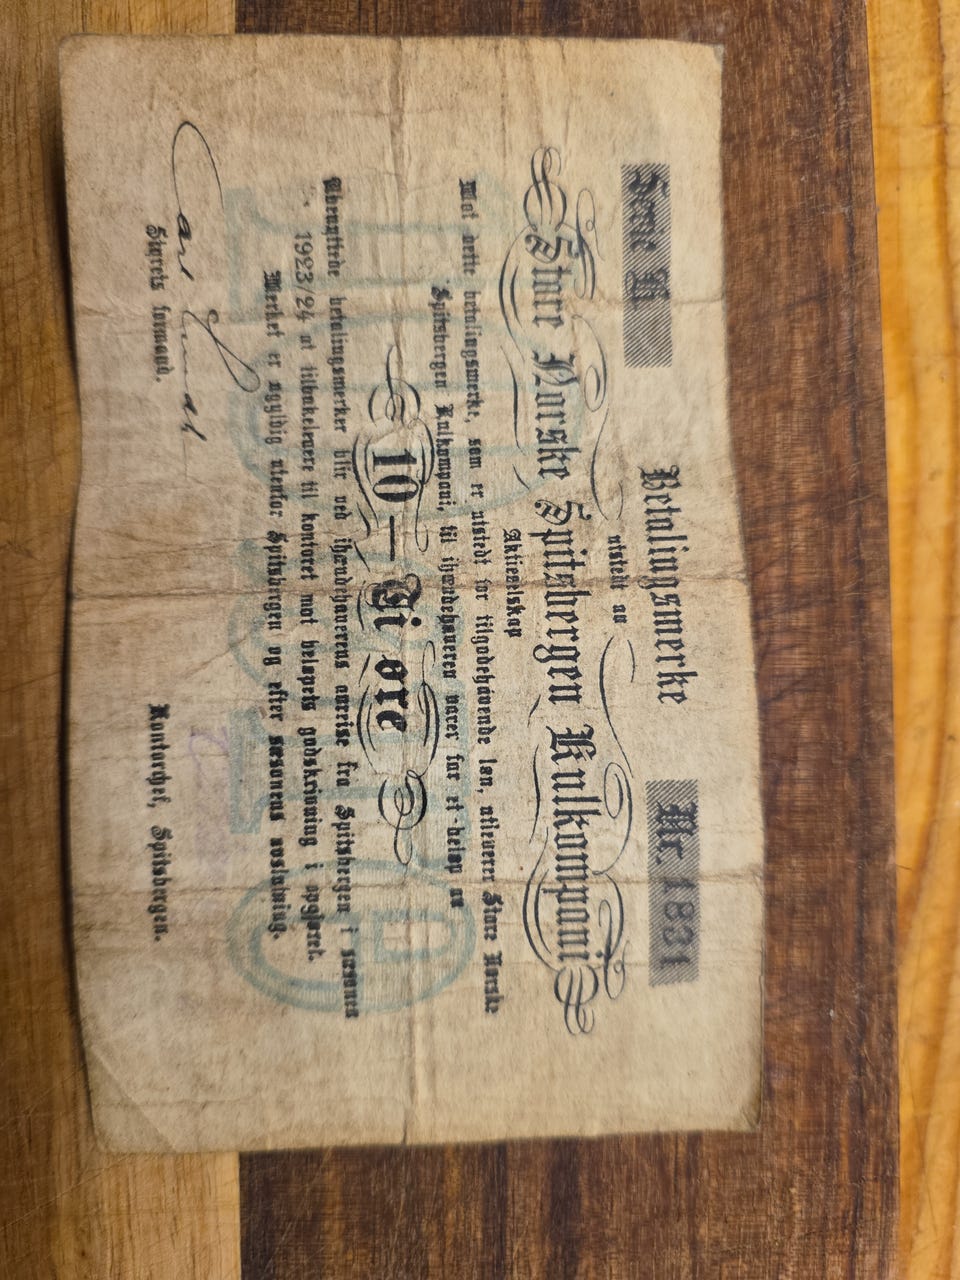 Betalingsmerke
Nr. 1831
utstedt av
Store Norske Spitsbergen Kulkompani
Aktieselskap
Mot dette betalingsmerke, som er utstedt for tilgodehavende løn, utleverer Store Norske
Spitsbergen Kulkompani, til ihændehaveren varer for et beløp av
10— Ti øre
Ubenyttede betalingsmerker blir ved ihændehaverens avreise fra Spitsbergen i sæsonen
1923/24 at tilbakelevere til kontoret mot beløpets godskrivning i opgjøret.
Merket er ugyldig utenfor Spitsbergen og efter sæsonens avslutning.
Styrets formand.
Kontorchef, Spitsbergen.